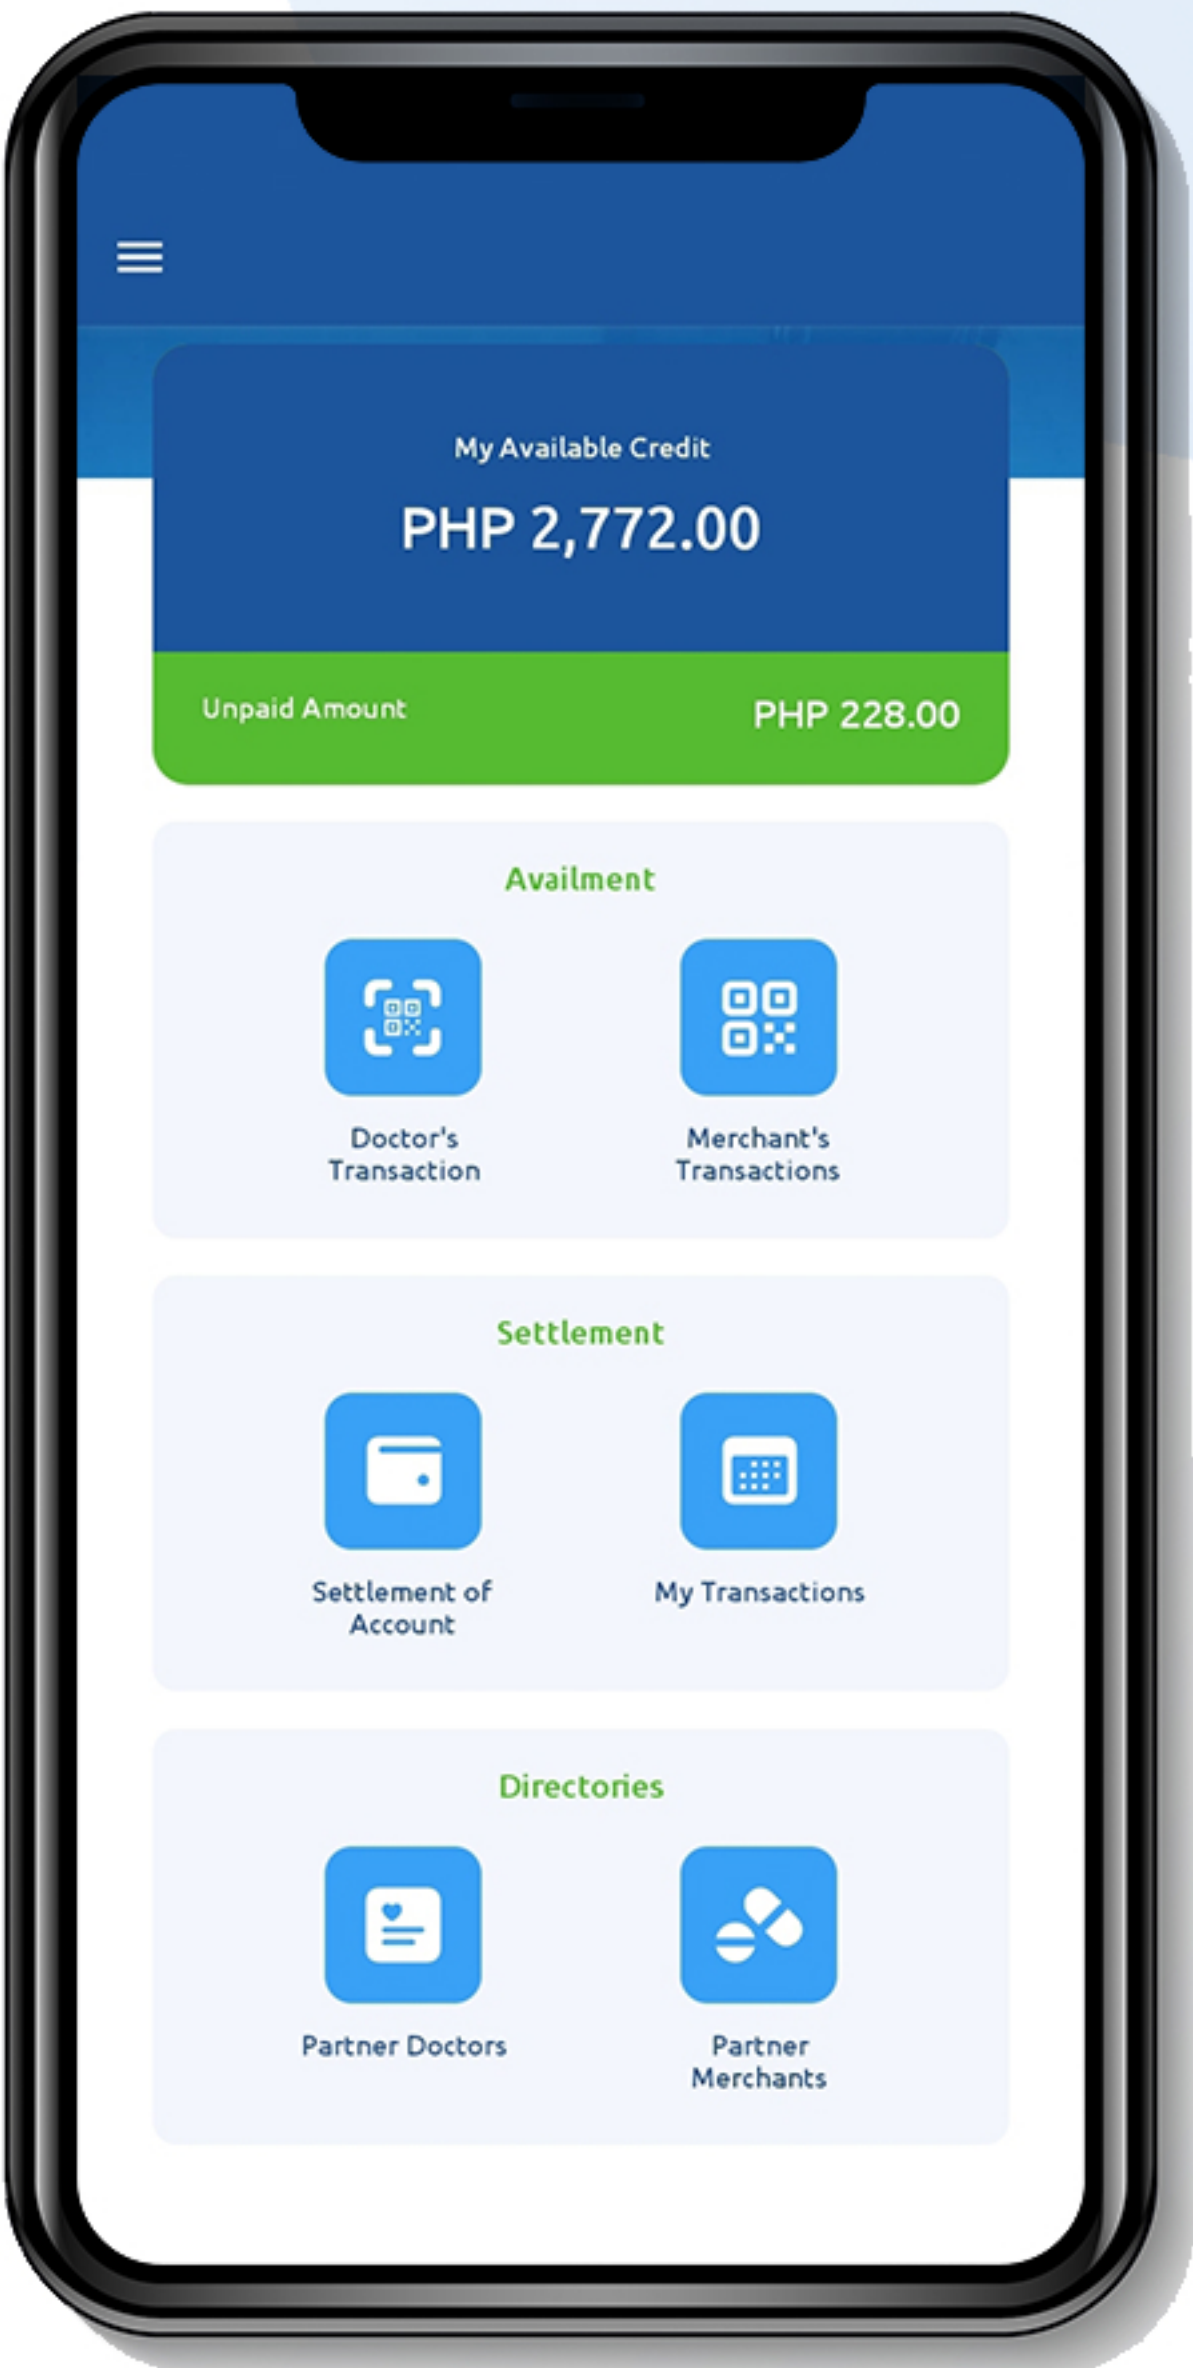 My Available Credit
PHP 2,772.00
Unpaid Amount PHP 228.00
Availment
Doctor's
Transaction
Merchant's
Transactions
Settlement
Settlement of
Account
My Transactions
Directories
Partner Doctors
Partner
Merchants